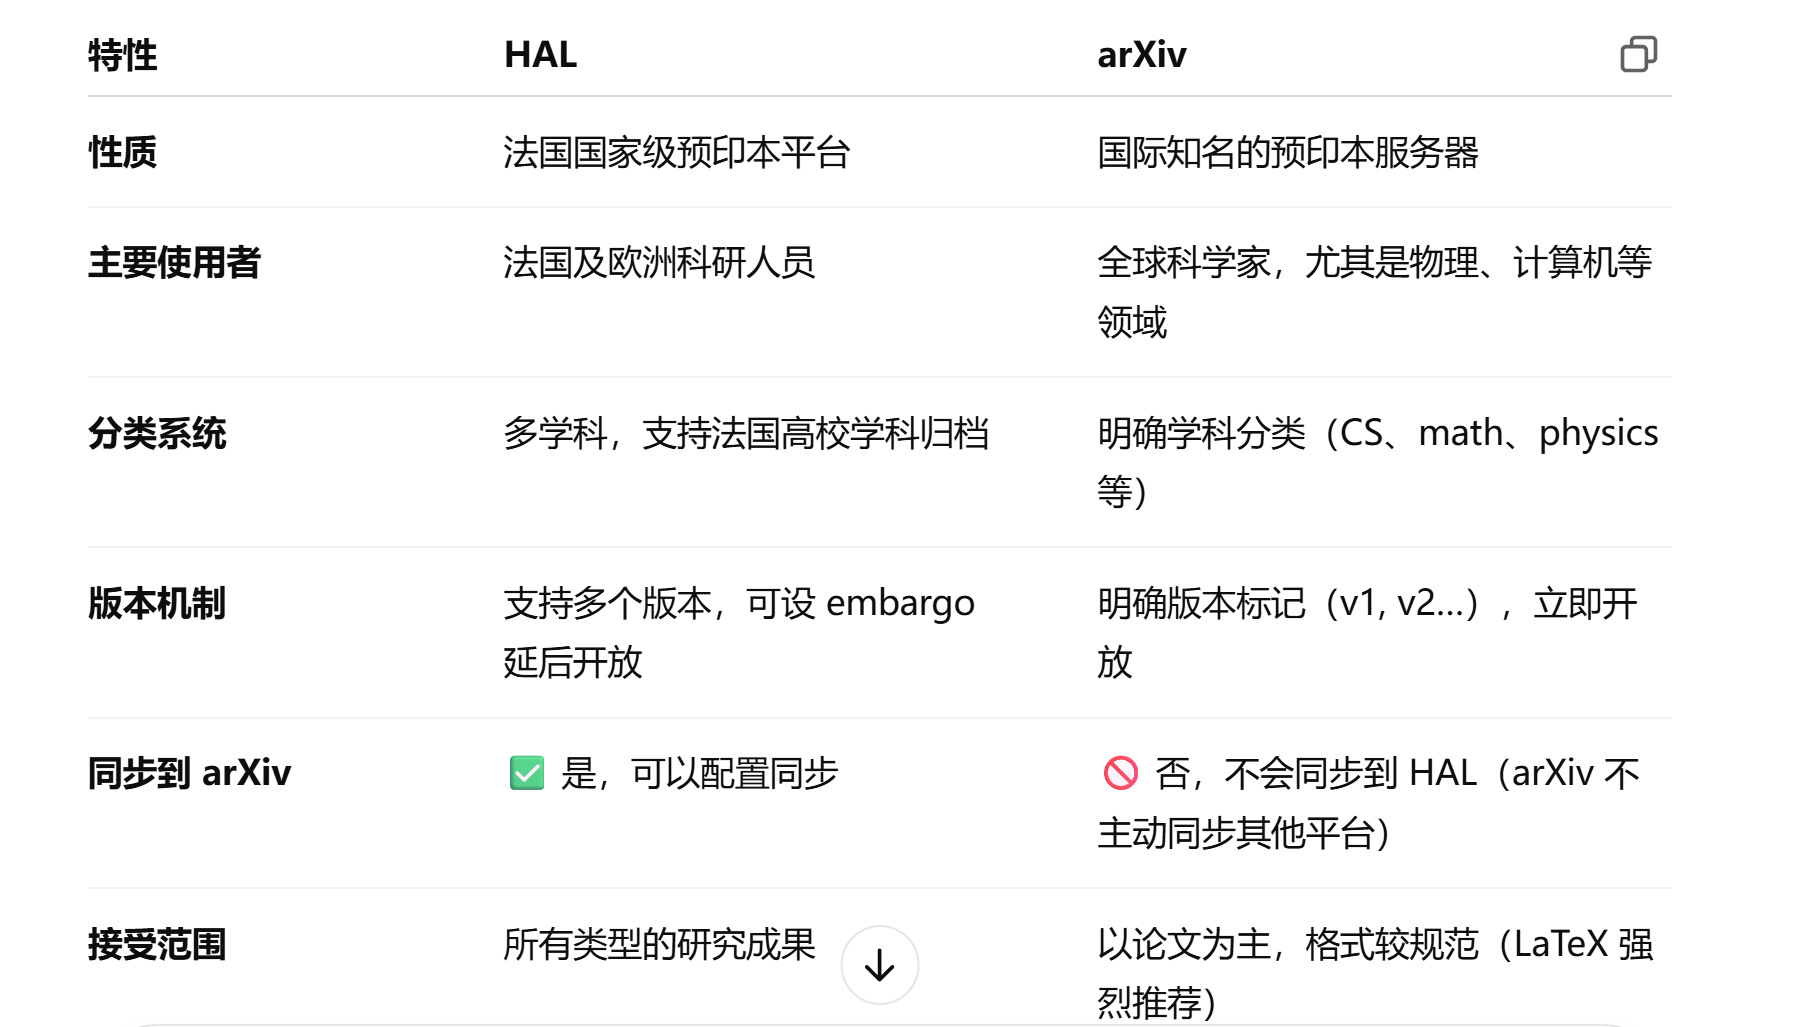 特性 HAL arXiv
性质 法国国家级预印本平台 国际知名的预印本服务器
主要使用者 法国及欧洲科研人员 全球科学家，尤其是物理、计算机等
领域
分类系统 多学科，支持法国高校学科归档 明确学科分类（CS、math、physics
等）
版本机制 支持多个版本，可设 embargo 明确版本标记（v1, v2...），立即开
延后开放 放
同步到 arXiv ✅ 是，可以配置同步 🚫 否，不会同步到 HAL（arXiv 不
主动同步其他平台）
接受范围 所有类型的研究成果 以论文为主，格式较规范（LaTeX 强
烈推荐）